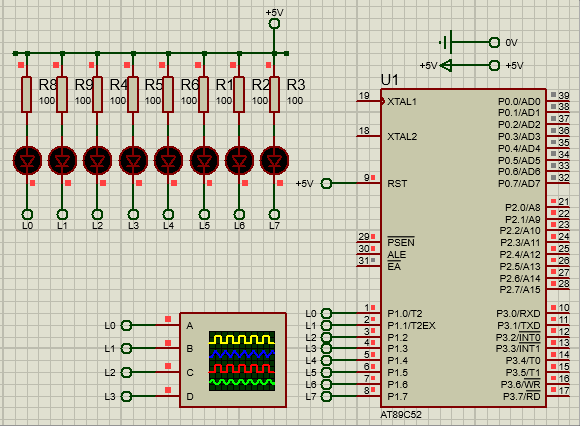 +5V
0V
+5V +5V
R8 R9 R4 R5 R6 R1 R2 R3
100 100 100 100 100 100 100 100
L0 L1 L2 L3 L4 L5 L6 L7
U1
19 XTAL1 P0.0/AD0 39
P0.1/AD1 38
P0.2/AD2 37
18 XTAL2 P0.3/AD3 36
P0.4/AD4 35
P0.5/AD5 34
P0.6/AD6 33
+5V 9 RST P0.7/AD7 32
P2.0/A8 21
P2.1/A9 22
P2.2/A10 23
29 PSEN P2.3/A11 24
30 ALE P2.4/A12 25
31 EA P2.5/A13 26
P2.6/A14 27
P2.7/A15 28
L0 1 P1.0/T2 P3.0/RXD 10
L1 2 P1.1/T2EX P3.1/TXD 11
L2 3 P1.2 P3.2/INT0 12
L3 4 P1.3 P3.3/INT1 13
L4 5 P1.4 P3.4/T0 14
L5 6 P1.5 P3.5/T1 15
L6 7 P1.6 P3.6/WR 16
L7 8 P1.7 P3.7/RD 17
AT89C52
L0 A
L1 B
L2 C
L3 D